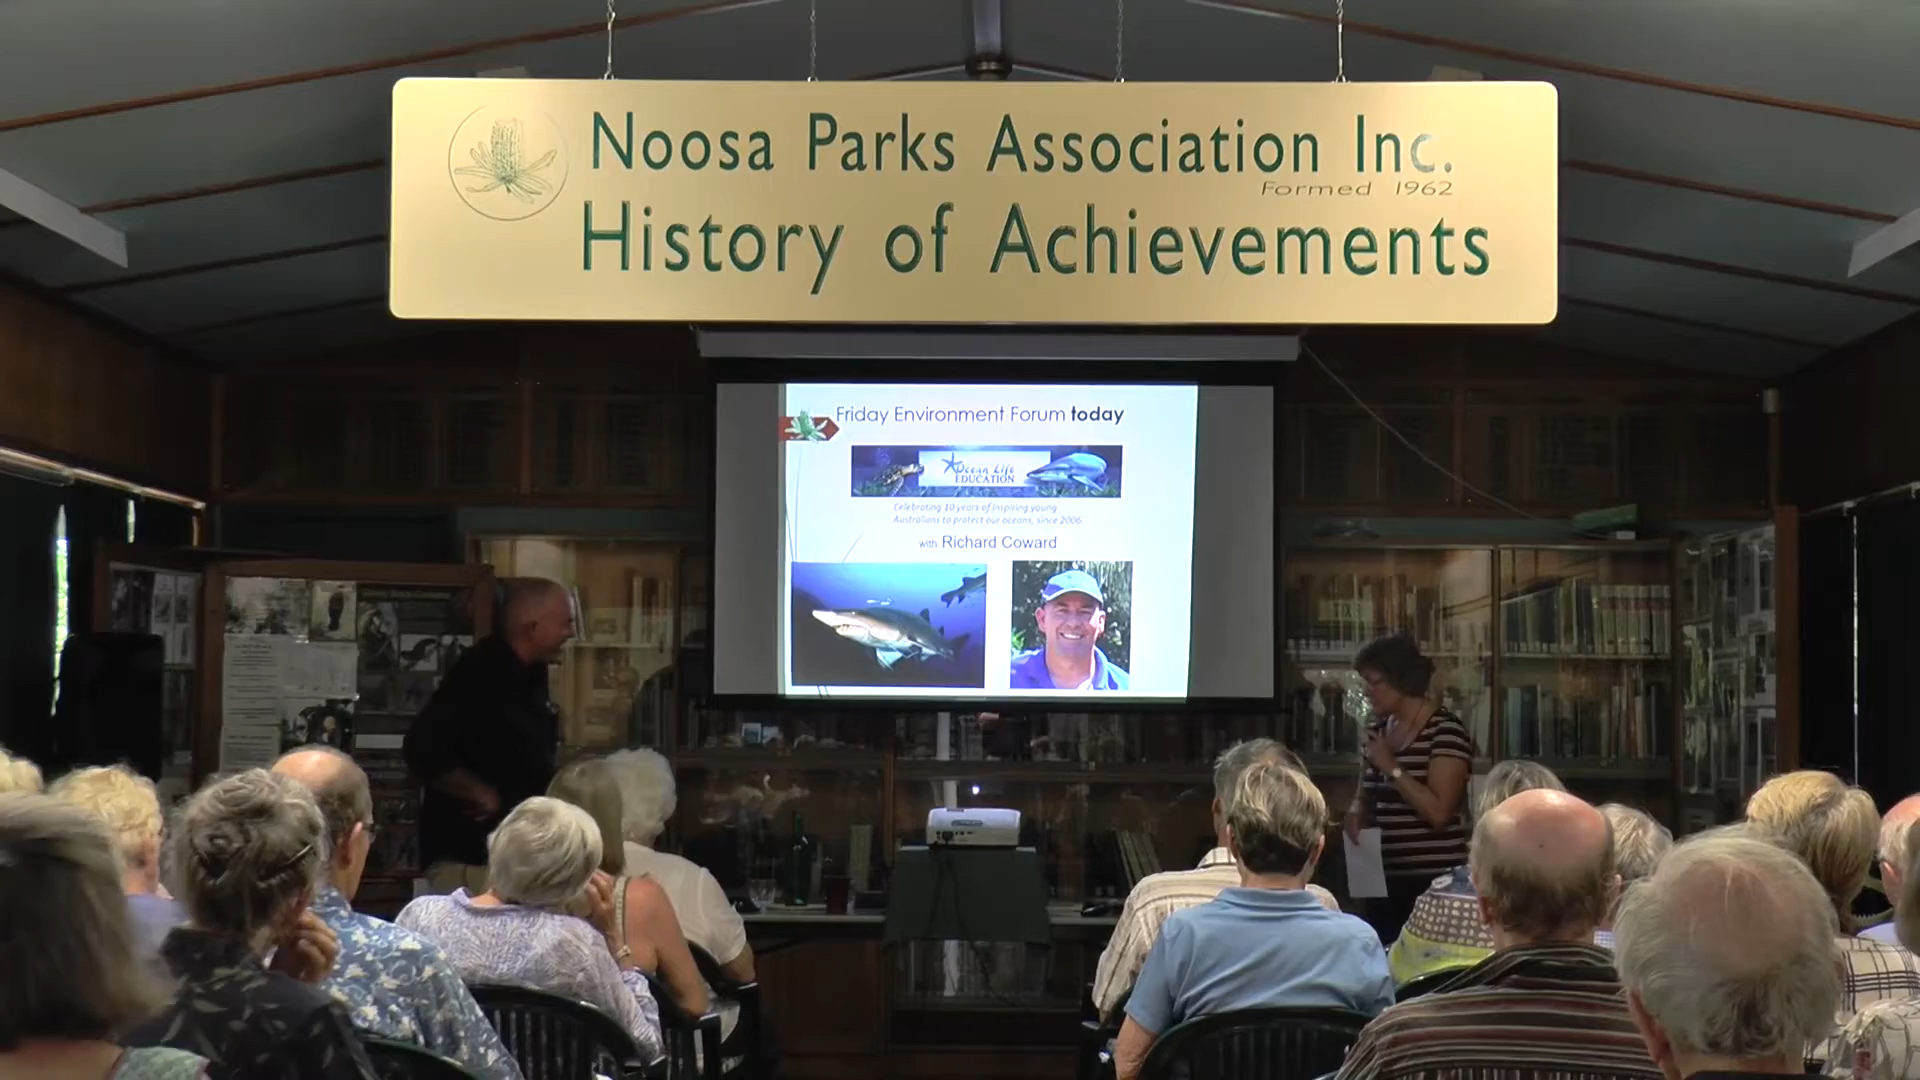 Noosa Parks Association Inc.
Formed 1962
History of Achievements
Friday Environment Forum today
Ocean Life
EDUCATION
Celebrating 10 years of inspiring young
Australians to protect our oceans, since 2006.
with Richard Coward